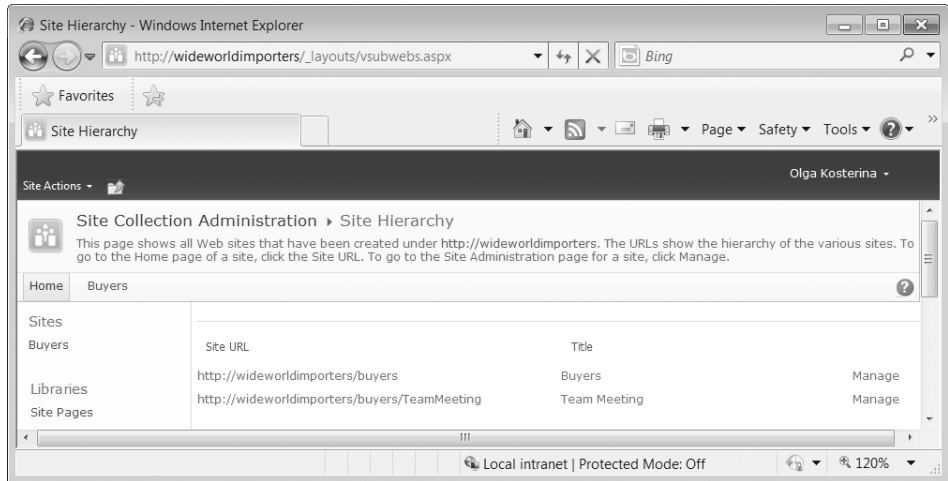 Site Hierarchy - Windows Internet Explorer
http://wideworldimporters/_layouts/vsubwebs.aspx
Bing
Favorites
Site Hierarchy
Page Safety Tools
Olga Kosterina
Site Actions
Site Collection Administration Site Hierarchy
This page shows all Web sites that have been created under http://wideworldimporters. The URLs show the hierarchy of the various sites. To
go to the Home page of a site, click the Site URL. To go to the Site Administration page for a site, click Manage.
Home Buyers
Sites
Buyers
Site URL Title
http://wideworldimporters/buyers Buyers Manage
Libraries
http://wideworldimporters/buyers/TeamMeeting Team Meeting Manage
Site Pages
Local intranet | Protected Mode: Off 120%